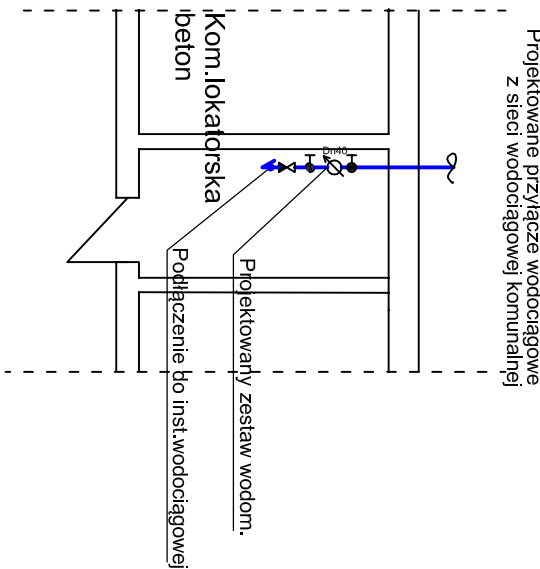 Projektowane przyłącze wodociągowe
z sieci wodociągowej komunalnej
Dn40
Kom.lokatorska
beton
Projektowany zestaw wodom.
Podłączenie do inst.wodociągowej